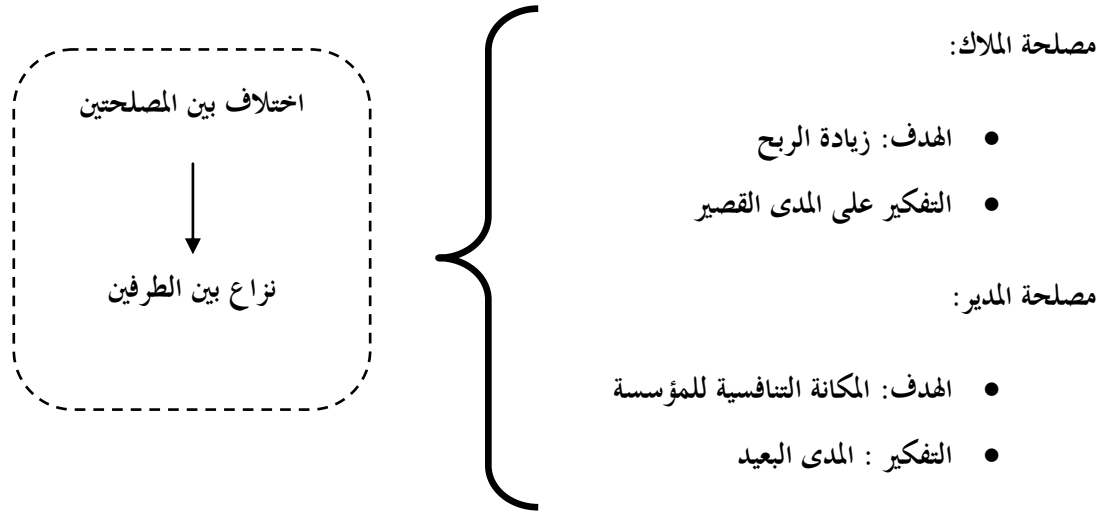 مصلحة الملاك:
• الهدف: زيادة الربح
• التفكير على المدى القصير
مصلحة المدير:
• الهدف: المكانة التنافسية للمؤسسة
• التفكير : المدى البعيد
اختلاف بين المصلحتين
نزاع بين الطرفين